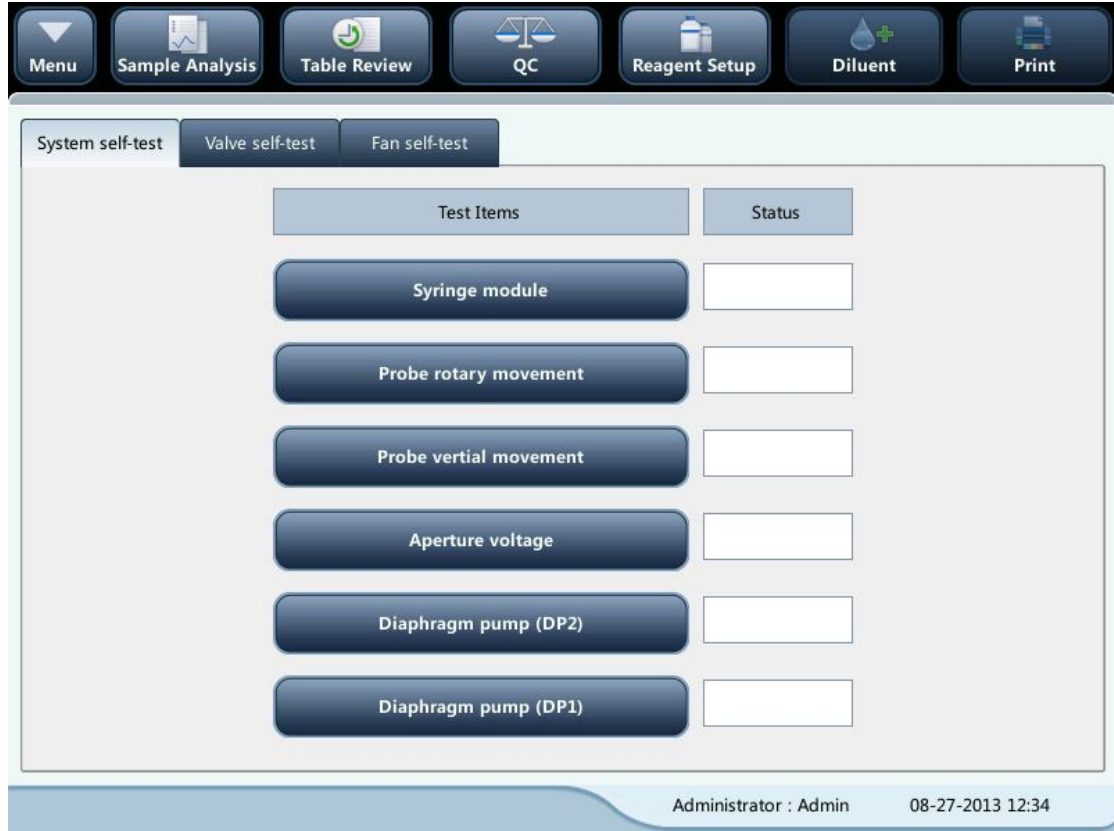 Menu
Sample Analysis
Table Review
QC
Reagent Setup
Diluent
Print
System self-test
Valve self-test
Fan self-test
Test Items
Status
Syringe module
Probe rotary movement
Probe vertial movement
Aperture voltage
Diaphragm pump (DP2)
Diaphragm pump (DP1)
Administrator : Admin
08-27-2013 12:34